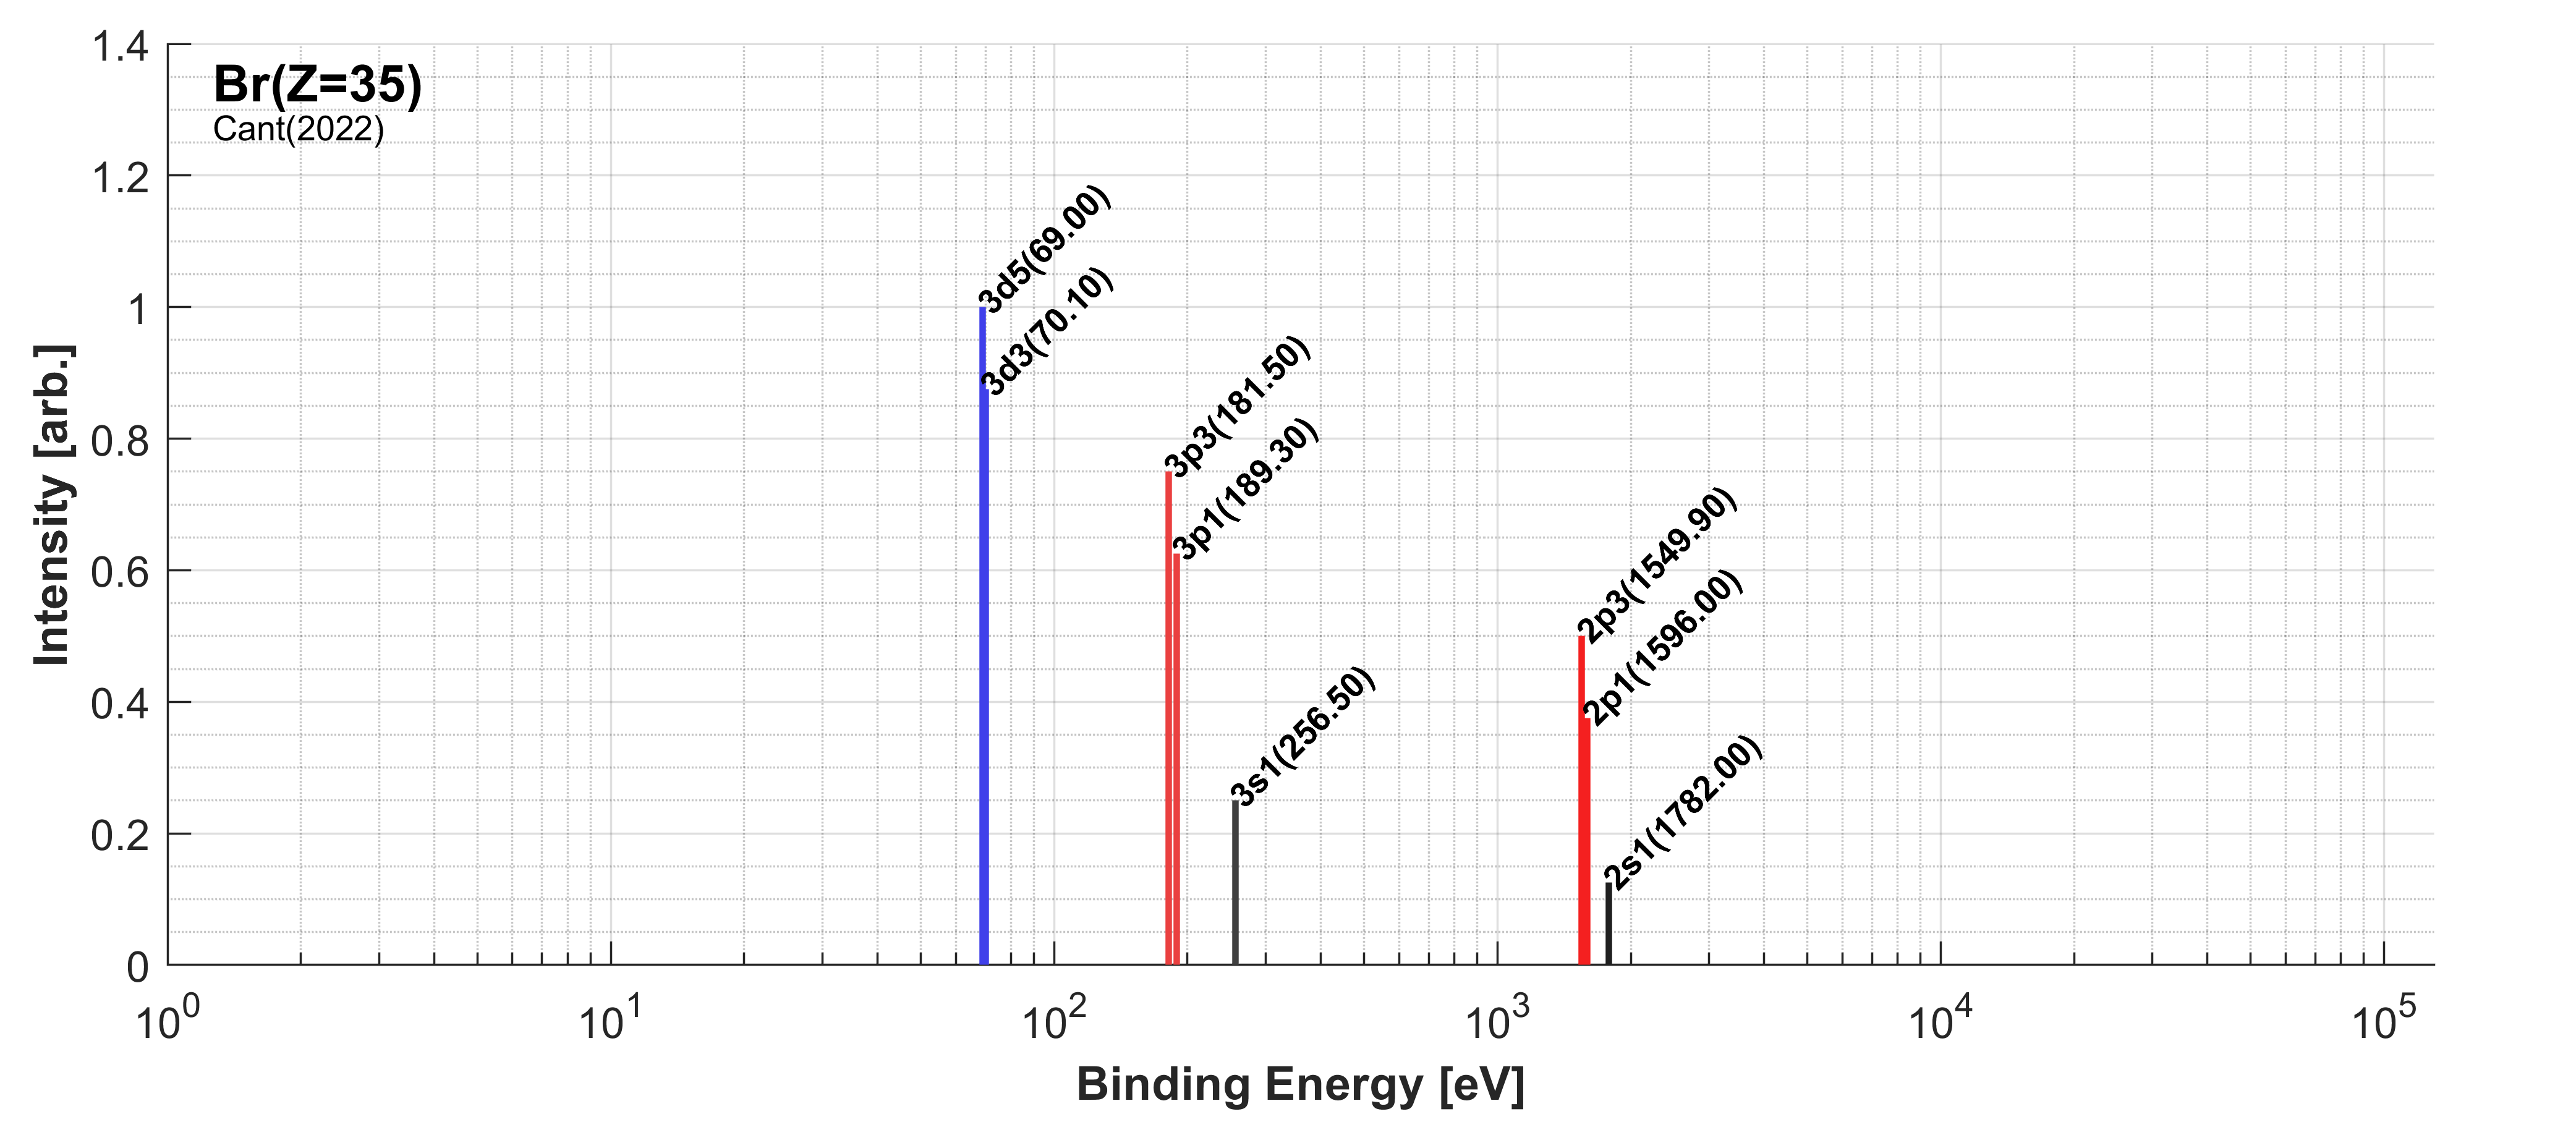 Br(Z=35)
Cant(2022)
1.4
1.2
1
0.8
0.6
0.4
0.2
0
Intensity [arb.]
3d5(69.00)
3d3(70.10)
3p3(181.50)
3p1(189.30)
3s1(256.50)
2p3(1549.90)
2p1(1596.00)
2s1(1782.00)
10^0
10^1
10^2
10^3
10^4
10^5
Binding Energy [eV]